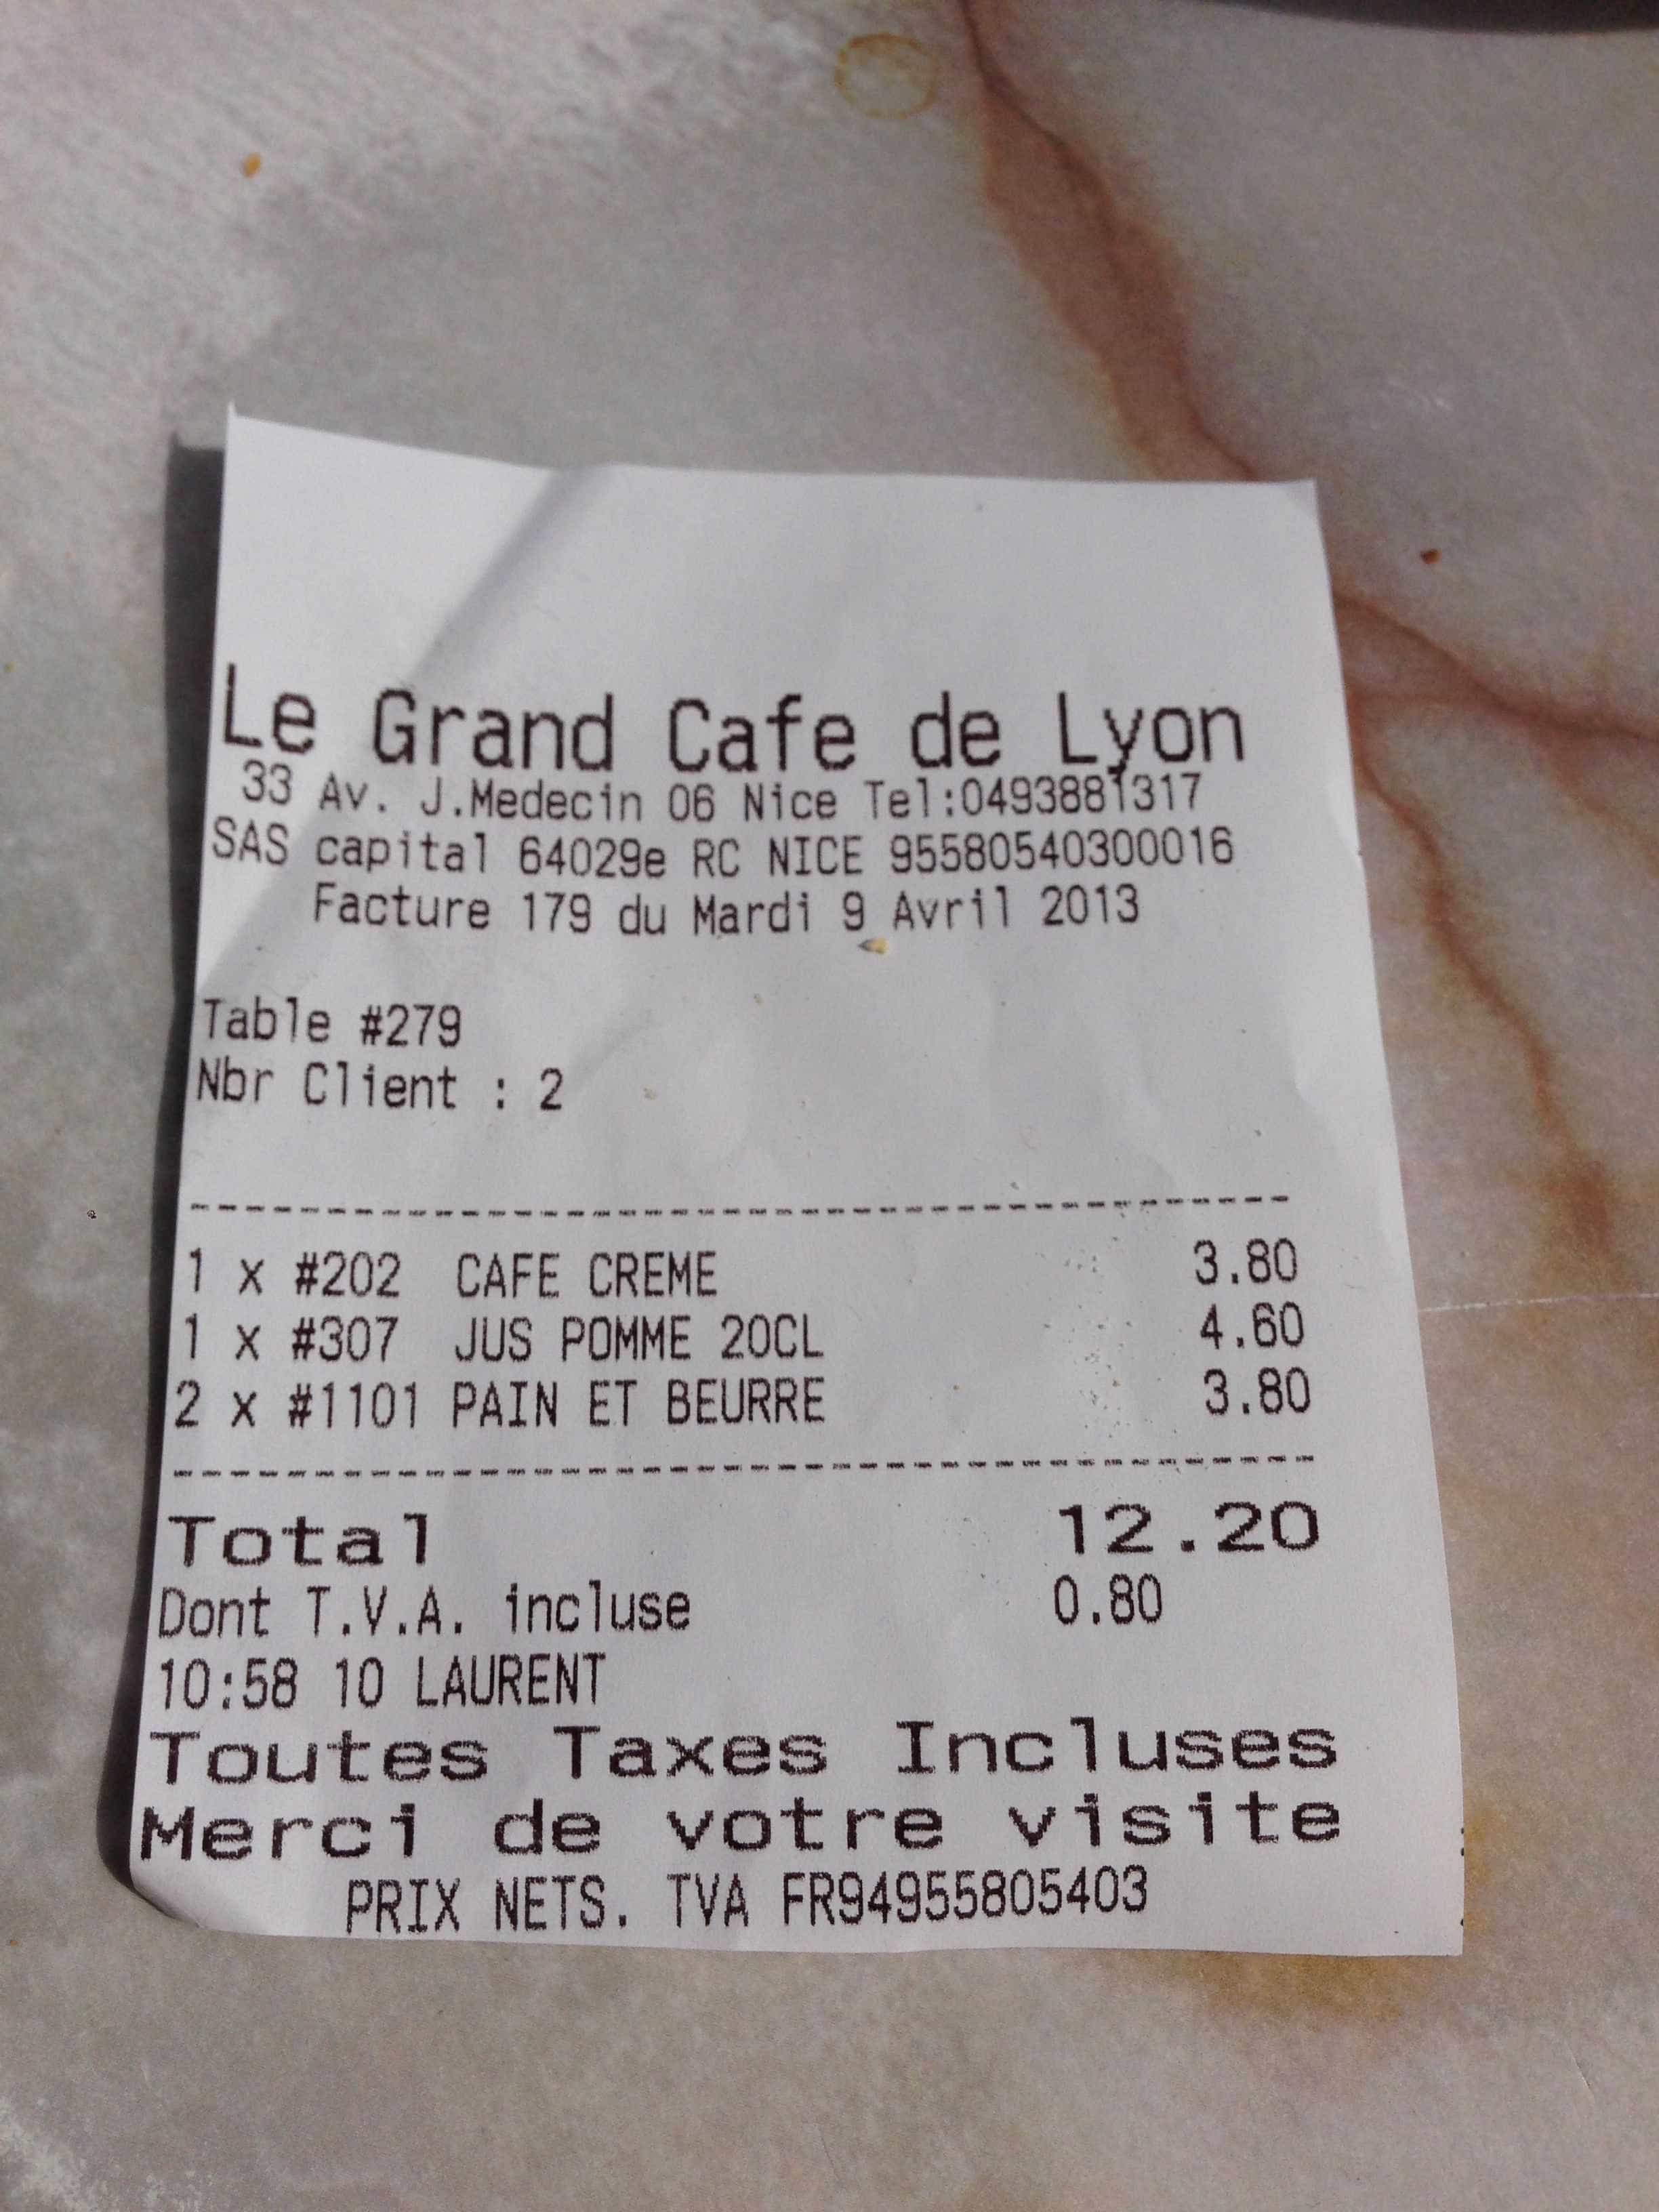 Le Grand Cafe de Lyon
33 Av. J.Medecin 06 Nice Tel:0493881317
SAS capital 64029e RC NICE 95580540300016
Facture 179 du Mardi 9 Avril 2013
Table #279
Nbr Client : 2
1 x #202 CAFE CREME 3.80
1 x #307 JUS POMME 20CL 4.60
2 x #1101 PAIN ET BEURRE 3.80
Total 12.20
Dont T.V.A. incluse 0.80
10:58 10 LAURENT
Toutes Taxes Incluses
Merci de votre visite
PRIX NETS. TVA FR94955805403